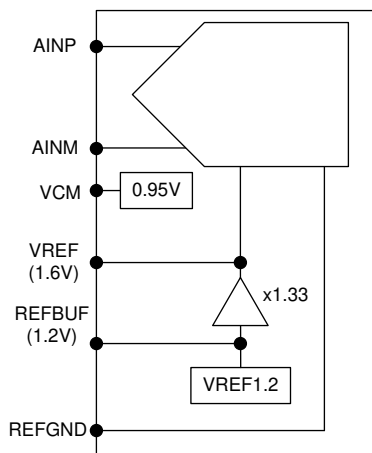 AINP
AINM
VCM
0.95V
VREF
(1.6V)
x1.33
REFBUF
(1.2V)
VREF1.2
REFGND